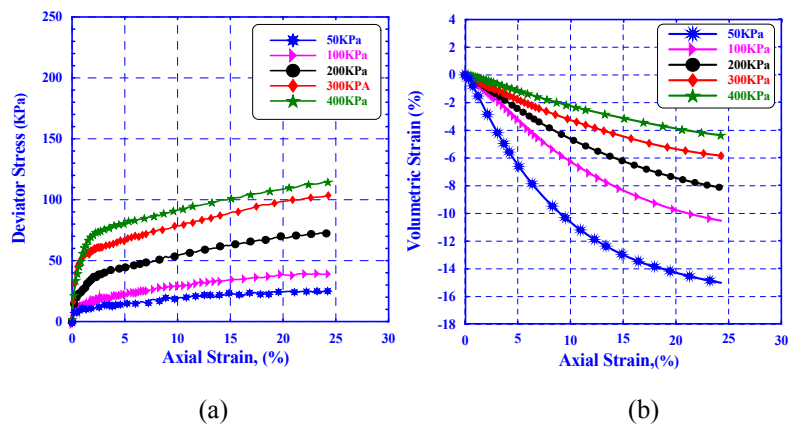 250
200
150
100
50
0
Deviator Stress (KPa)
0 5 10 15 20 25 30
Axial Strain, (%)
50KPa
100KPa
200KPa
300KPA
400KPa
(a)
4
2
0
-2
-4
-6
-8
-10
-12
-14
-16
-18
Volumetric Strain (%)
0 5 10 15 20 25 30
Axial Strain,(%)
50KPa
100KPa
200KPa
300KPa
400KPa
(b)